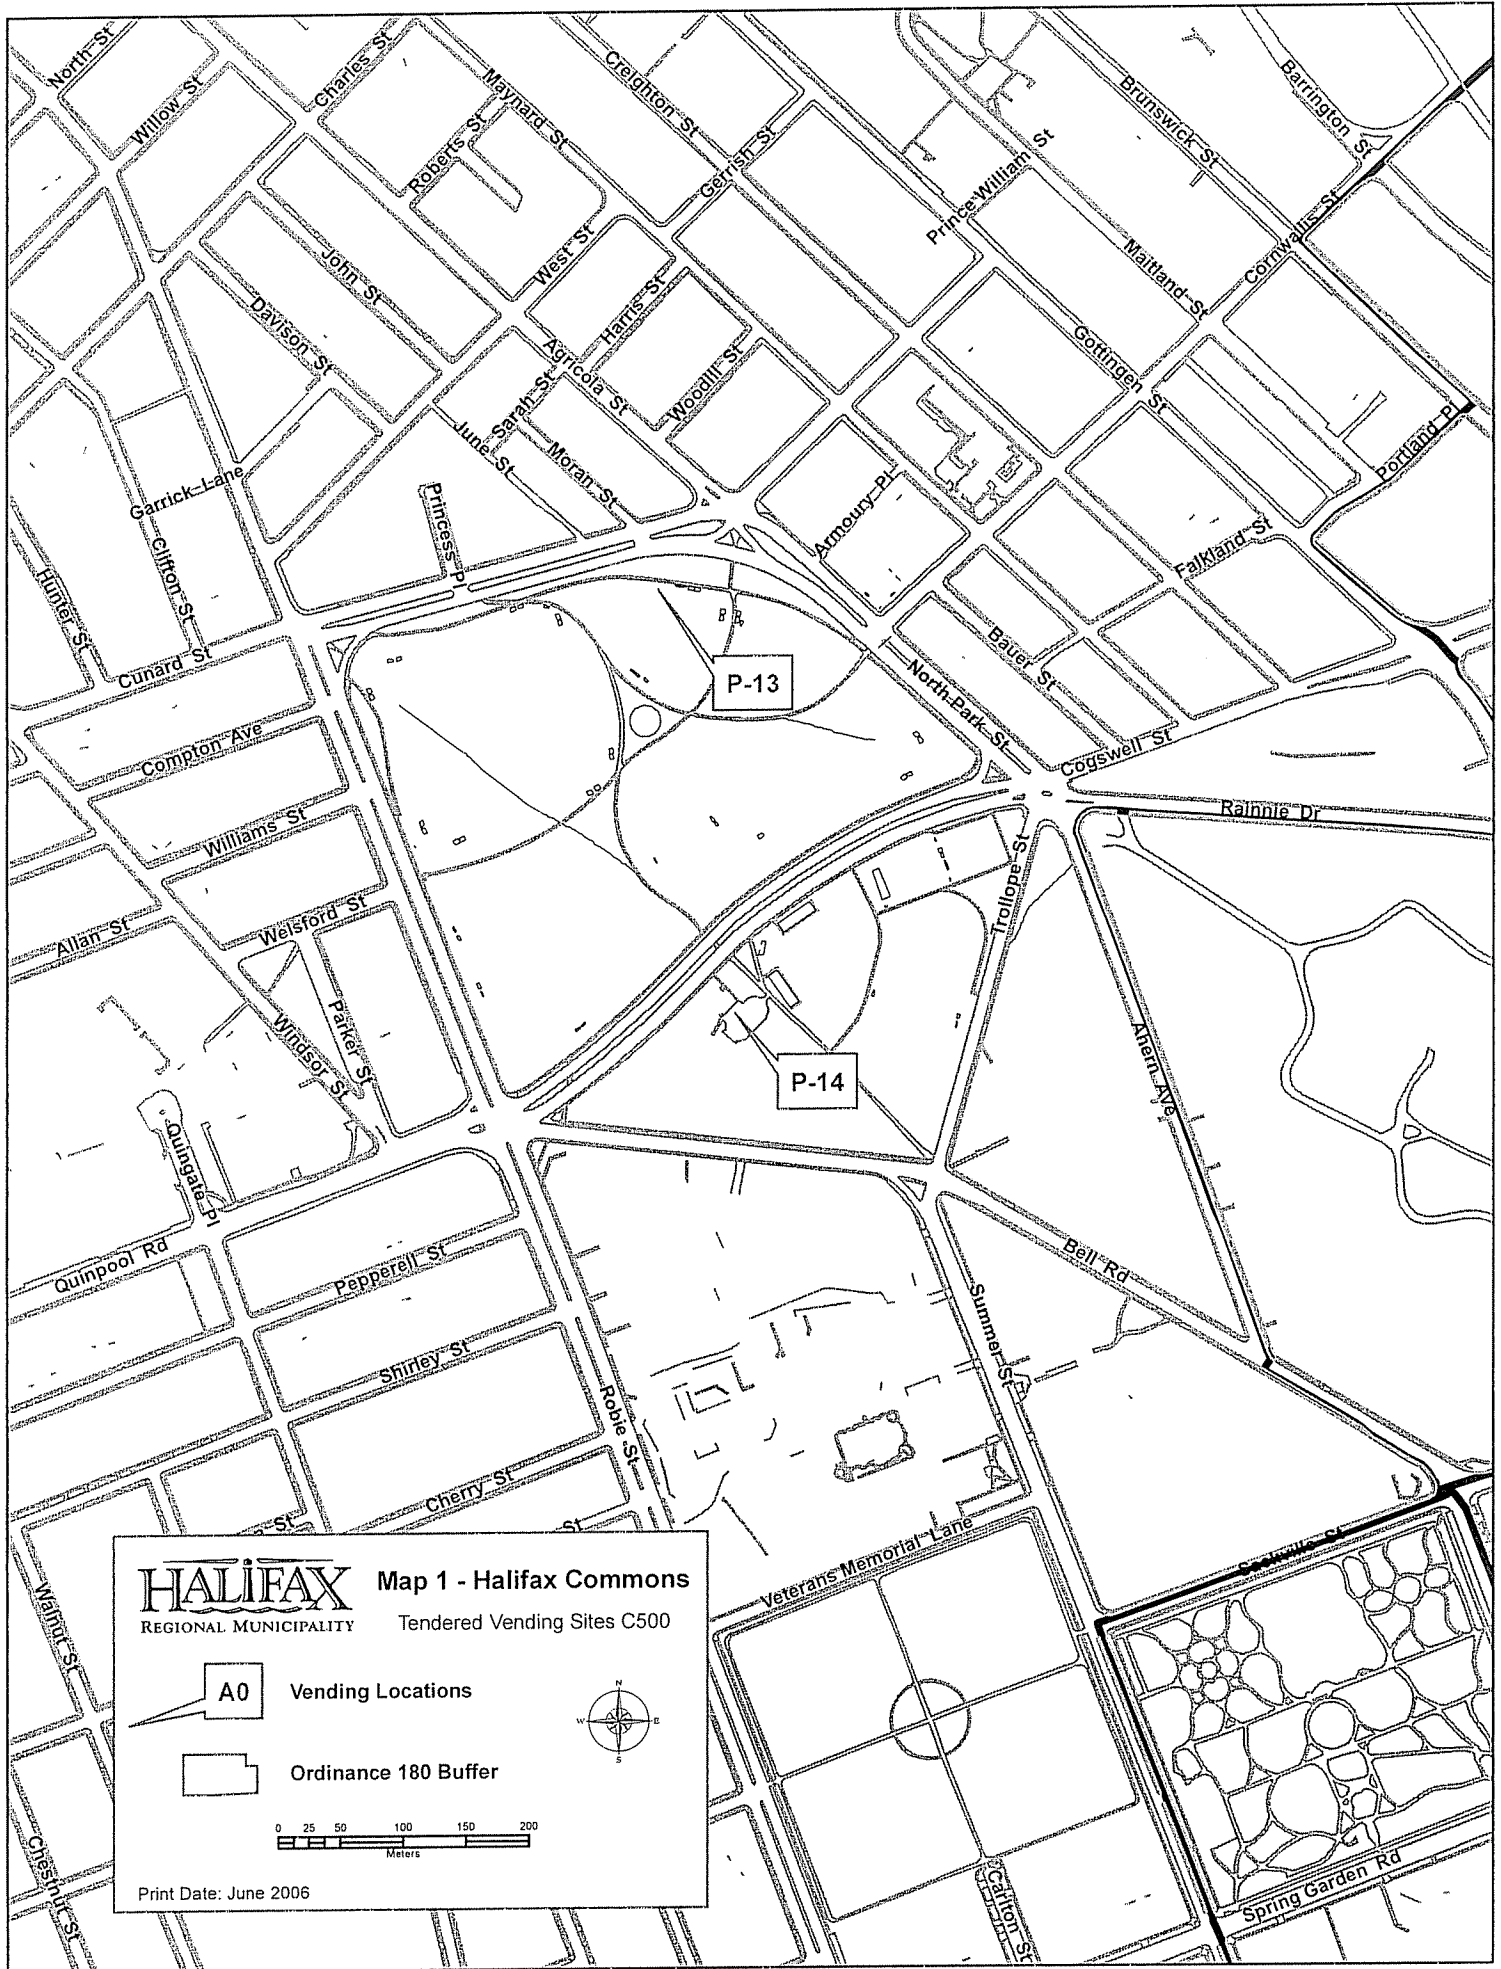 North St
Willow St
Charles St
Roberts St
Maynard St
Creighton St
Gerrish St
Prince William St
Brunswick St
Barrington St
Cornwallis St
Maitland St
Gottingen St
Portland Pl
West St
Harris St
John St
Davison St
Agricola St
Woodill St
Sarah St
June St
Moran St
Garrick Lane
Princess Pl
Armoury Pl
Falkland St
Clifton St
Hunter St
Cunard St
P-13
Bauer St
North Park St
Cogswell St
Compton Ave
Williams St
Rainnie Dr
Trollope St
Welsford St
Allan St
Windsor St
Parker St
P-14
Ahern Ave
Quingate Pl
Quinpool Rd
Pepperell St
Bell Rd
Summer St
Shirley St
Robie St
Cherry St
St
St
Sackville St
Veterans Memorial Lane
Walnut St
Chestnut St
Carlton St
Spring Garden Rd
HALIFAX
REGIONAL MUNICIPALITY
Map 1 - Halifax Commons
Tendered Vending Sites C500
A0 Vending Locations
N
W E
S
Ordinance 180 Buffer
0 25 50 100 150 200
Meters
Print Date: June 2006